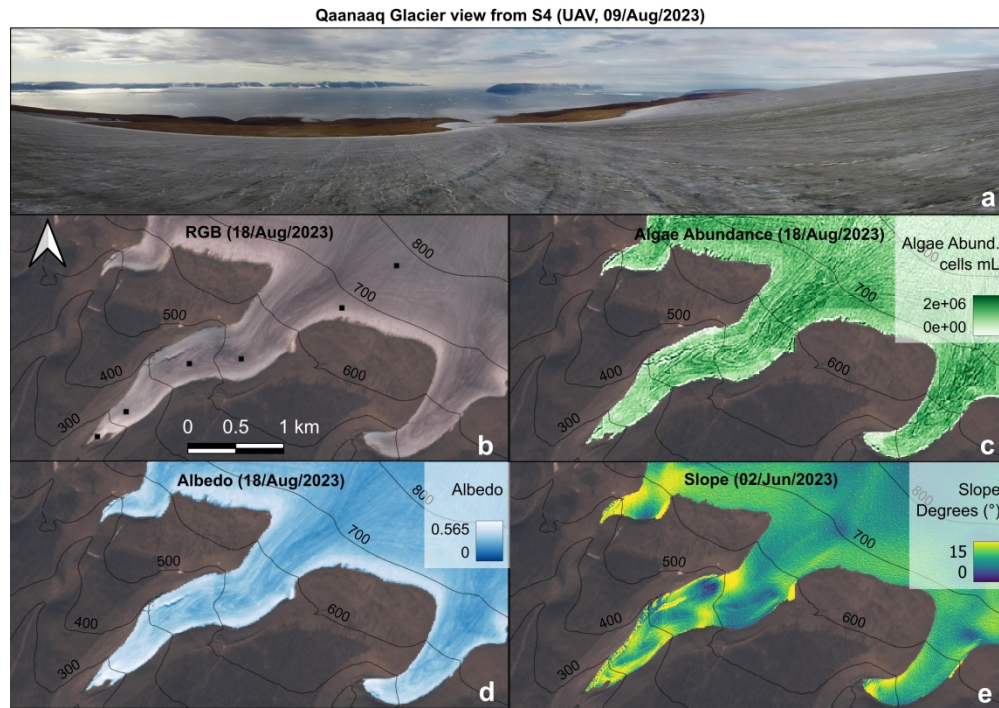 Qaanaaq Glacier view from S4 (UAV, 09/Aug/2023)
a
RGB (18/Aug/2023)
800
700
500
400
600
300
0 0.5 1 km
b
Algae Abundance (18/Aug/2023)
Algae Abund.
cells mL
800
2e+06
0e+00
700
500
400
600
300
c
Albedo (18/Aug/2023)
Albedo
800
0.565
0
700
500
400
600
300
d
Slope (02/Jun/2023)
Slope
Degrees (°)
800
15
0
700
500
400
600
300
e